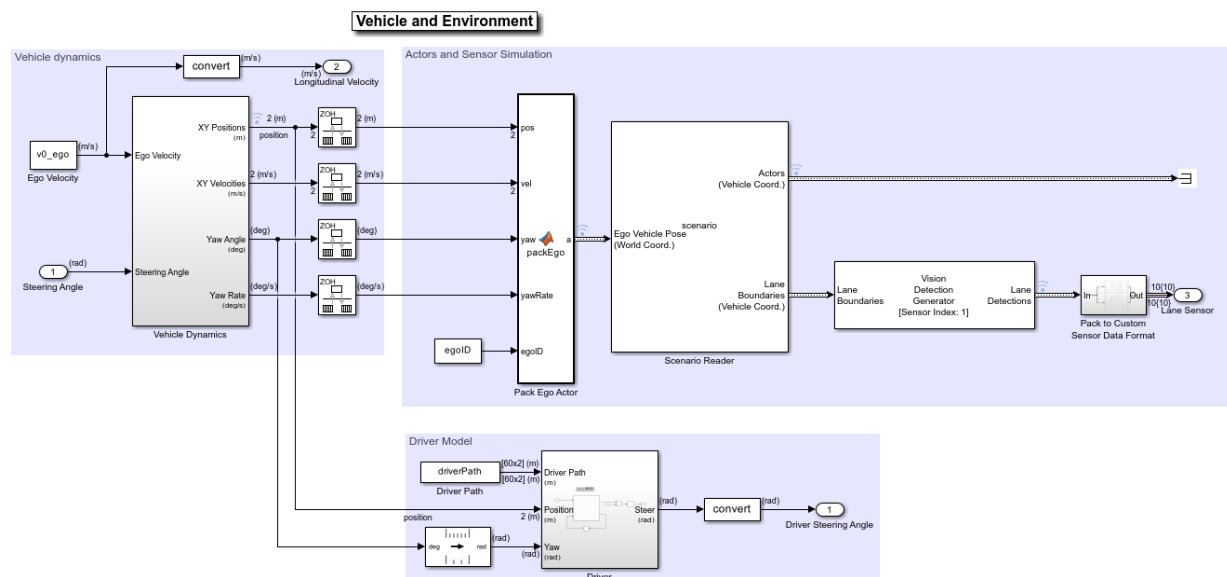 Vehicle and Environment
Vehicle dynamics
convert
(m/s)
(m/s)
2
Longitudinal Velocity
v0_ego
(m/s)
Ego Velocity
Ego Velocity
XY Positions
(m)
2 (m)
position
XY Velocities
(m/s)
2 (m/s)
Yaw Angle
(deg)
(deg)
Yaw Rate
(deg/s)
(deg/s)
1
(rad)
Steering Angle
Steering Angle
Vehicle Dynamics
ZOH
2
2 (m)
ZOH
2
2 (m/s)
ZOH
(deg)
ZOH
(deg/s)
Actors and Sensor Simulation
pos
2
vel
2
yaw
a
packEgo
yawRate
egoID
egoID
Pack Ego Actor
Ego Vehicle Pose
(World Coord.)
scenario
Actors
(Vehicle Coord.)
Lane
Boundaries
(Vehicle Coord.)
Scenario Reader
Lane
Boundaries
Vision
Detection
Generator
[Sensor Index: 1]
Lane
Detections
In
Out
Pack to Custom
Sensor Data Format
10{10}
10{10}
3
Lane Sensor
Driver Model
driverPath
Driver Path
[60x2] (m)
[60x2] (m)
Driver Path
(m)
position
2 (m)
Position
(m)
deg
rad
(rad)
(rad)
Yaw
(rad)
Steer
(rad)
Driver
(rad)
convert
(rad)
1
Driver Steering Angle